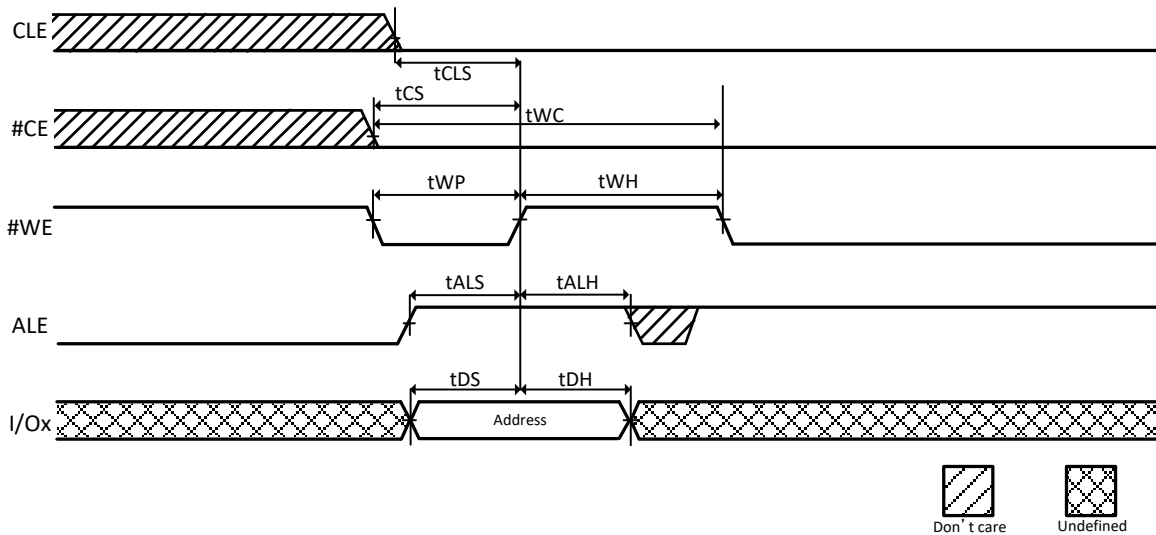 CLE
tCLS
tCS
#CE
tWC
tWP
tWH
#WE
tALS
tALH
ALE
tDS
tDH
I/Ox
Address
Don’t care
Undefined